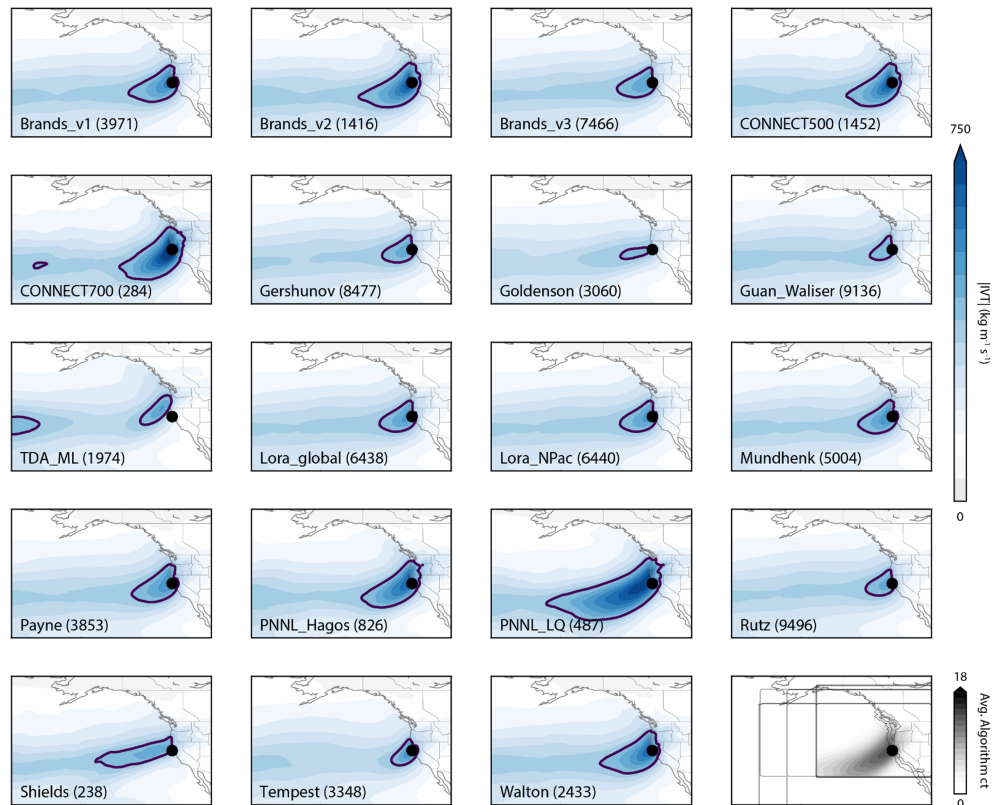 Brands_v1 (3971)
Brands_v2 (1416)
Brands_v3 (7466)
CONNECT500 (1452)
750
CONNECT700 (284)
Gershunov (8477)
Goldenson (3060)
Guan_Waliser (9136)
|IVT| (kg m⁻¹ s⁻¹)
TDA_ML (1974)
Lora_global (6438)
Lora_NPac (6440)
Mundhenk (5004)
0
Payne (3853)
PNNL_Hagos (826)
PNNL_LQ (487)
Rutz (9496)
Shields (238)
Tempest (3348)
Walton (2433)
18
Avg. Algorithm ct
0